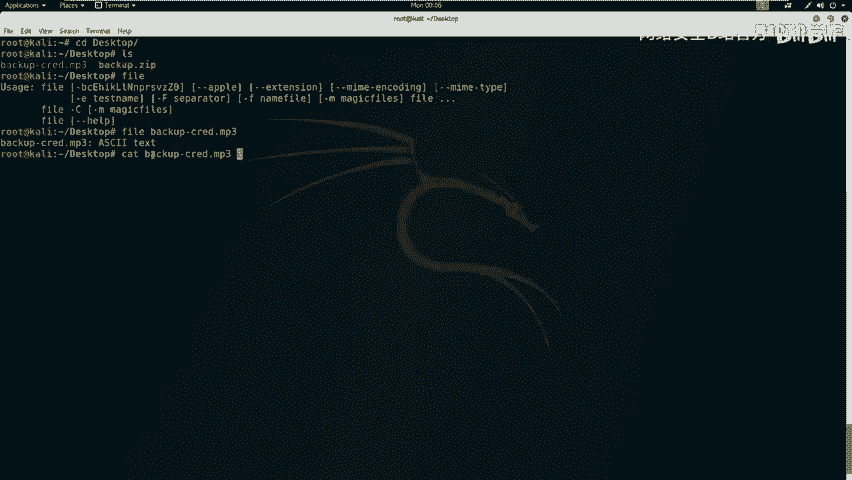 Applications Places Terminal Mon 00:06
root@kali: ~/Desktop
File Edit View Search Terminal Help
root@kali:~# cd Desktop/
root@kali:~/Desktop# ls
backup-cred.mp3 backup.zip
root@kali:~/Desktop# file
Usage: file [-bcEhikLlNnprsvzZ0] [--apple] [--extension] [--mime-encoding] [--mime-type]
[-e testname] [-F separator] [-f namefile] [-m magicfiles] file ...
file -C [-m magicfiles]
file [--help]
root@kali:~/Desktop# file backup-cred.mp3
backup-cred.mp3: ASCII text
root@kali:~/Desktop# cat backup-cred.mp3